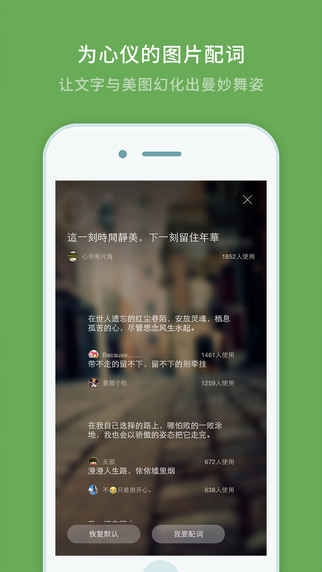 为心仪的图片配词
让文字与美图幻化出曼妙舞姿
這一刻時間靜美，下一刻留住年華
心中那片海 1852人使用
在世人遗忘的红尘巷陌，安放灵魂，栖息
孤苦的心，尽管思念风生水起。
Because....... 1461人使用
带不走的留不下，留不下的别牵挂
塞那个权 1259人使用
在我自己选择的路上，哪怕败的一败涂
地，我也会以骄傲的姿态把它走完。
无邪 672人使用
漫漫人生路，依依墟里烟
不😊只是很开心。 638人使用
恢复默认 我要配词